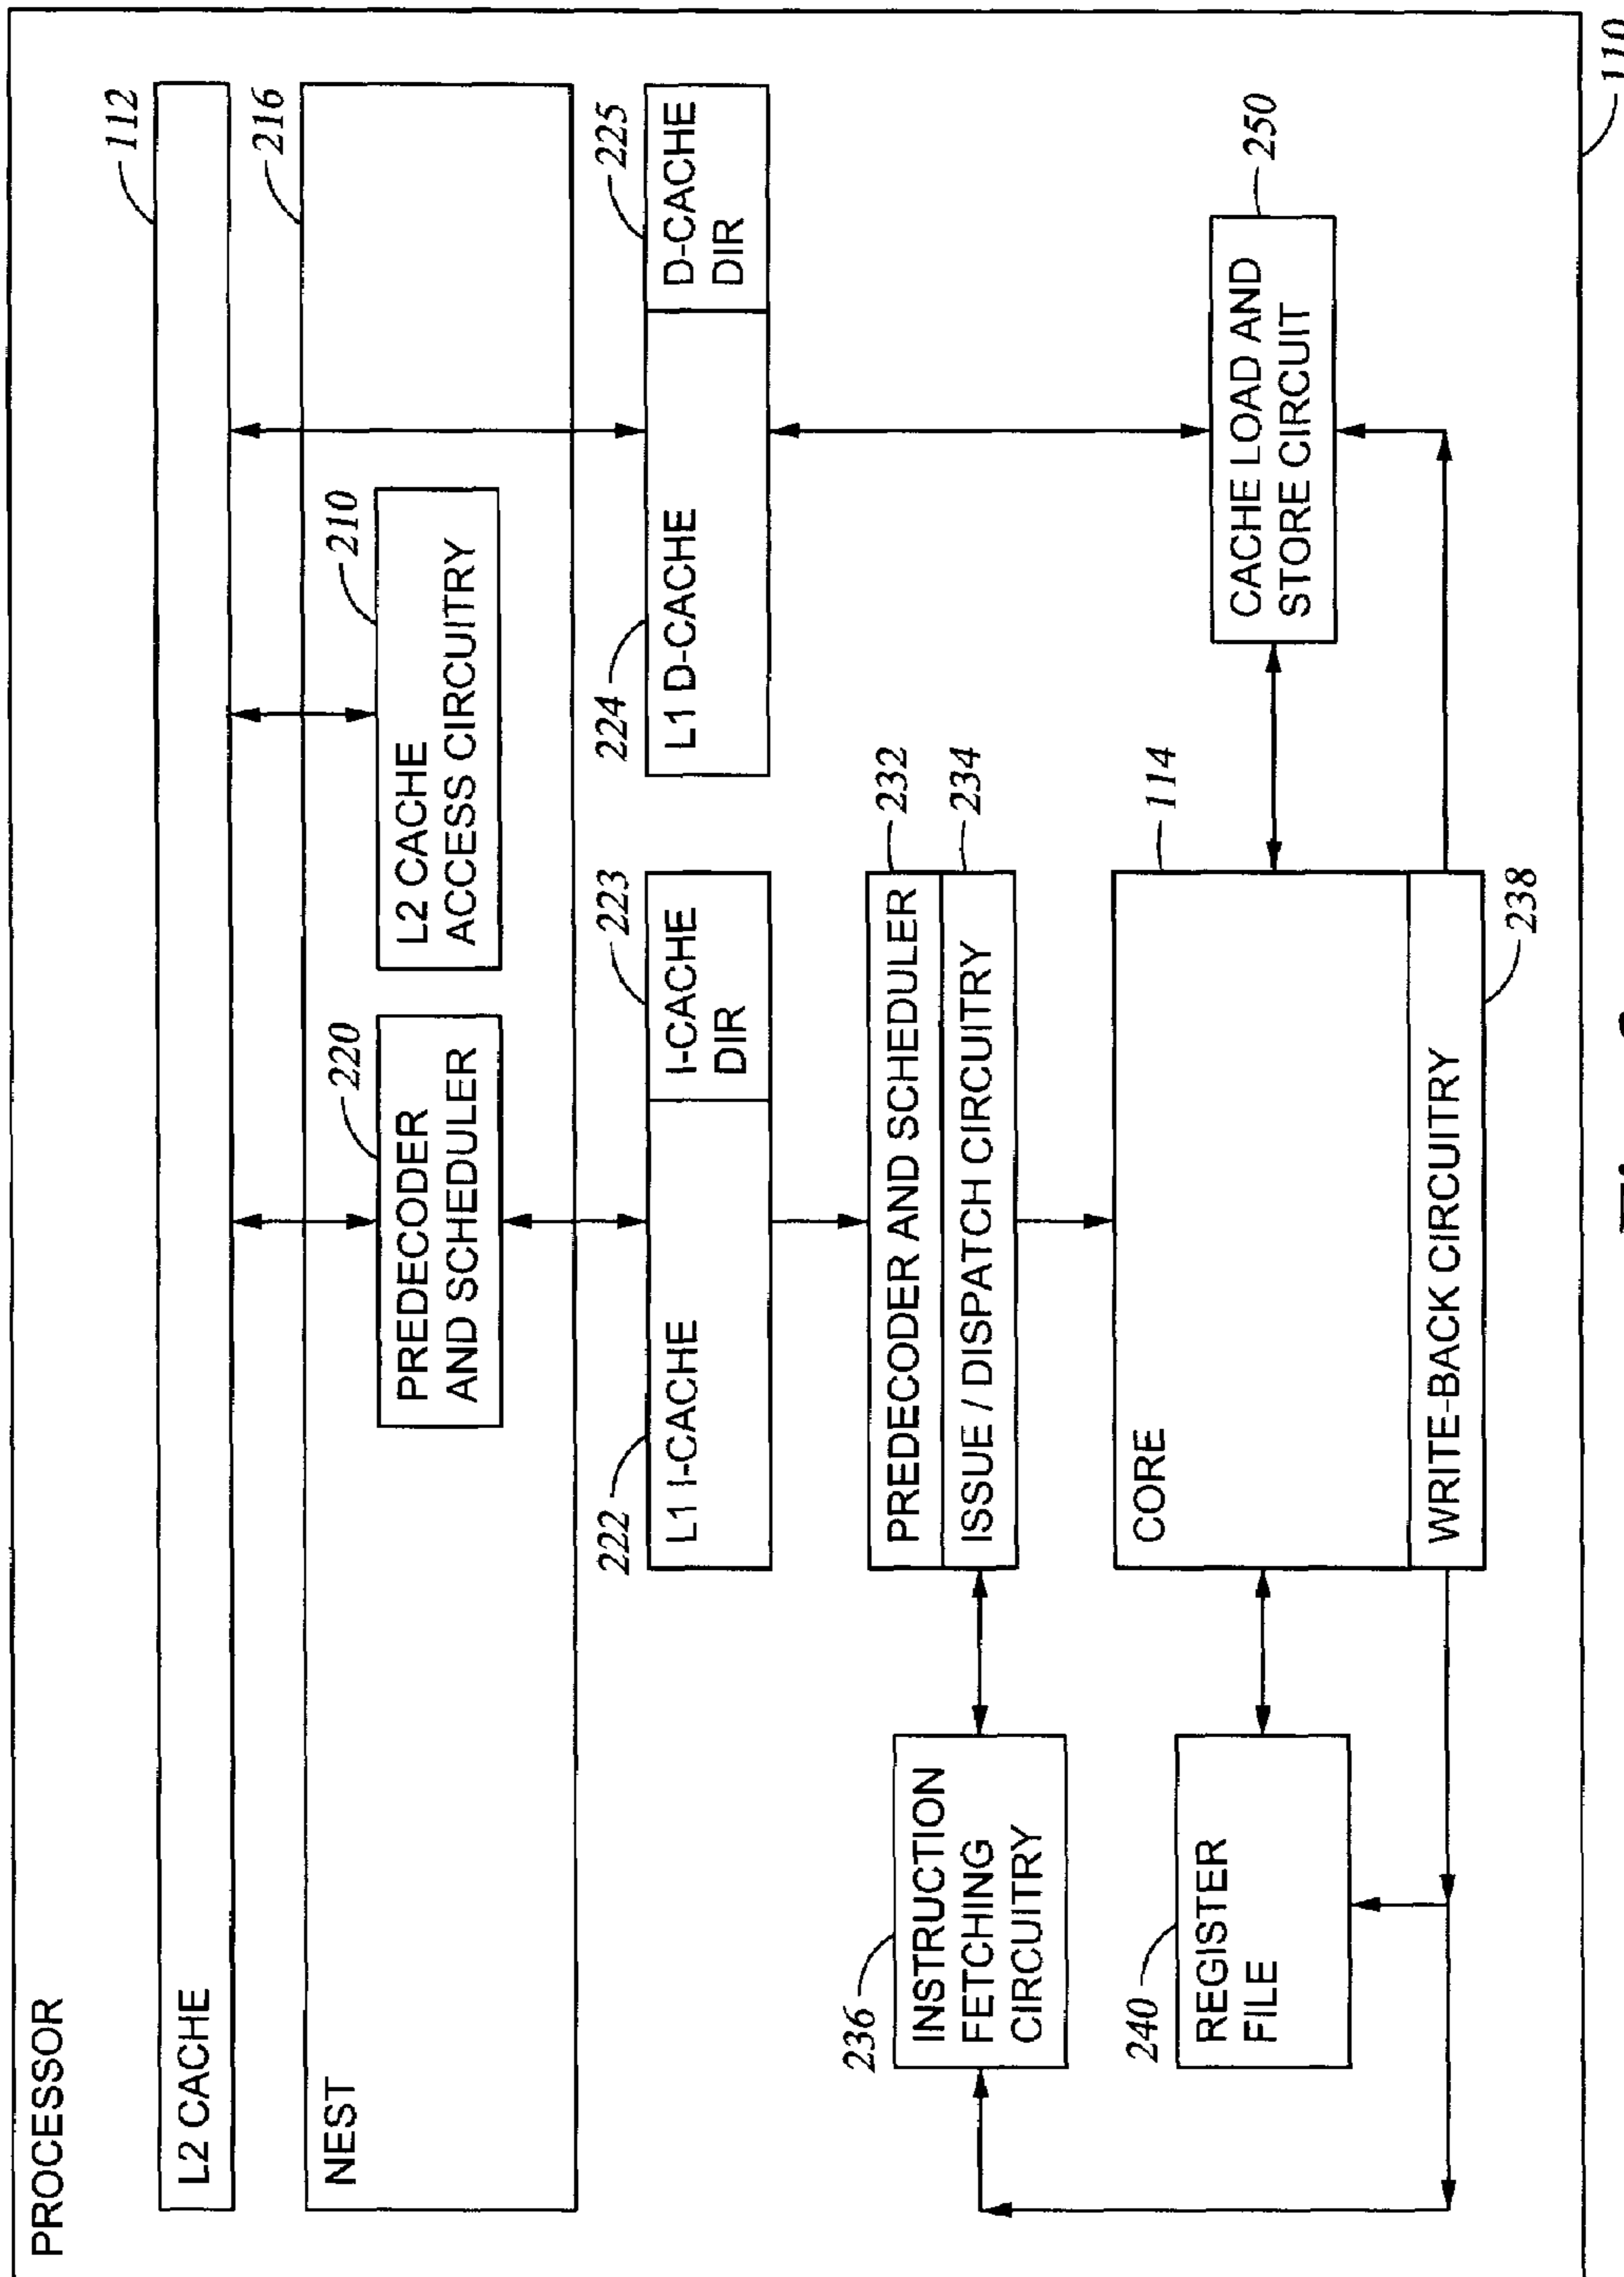 PROCESSOR
110
L2 CACHE
112
NEST
216
PREDECODER
AND SCHEDULER
220
L2 CACHE
ACCESS CIRCUITRY
210
222
L1 I-CACHE
I-CACHE
DIR
223
224
L1 D-CACHE
D-CACHE
DIR
225
PREDECODER AND SCHEDULER
232
ISSUE / DISPATCH CIRCUITRY
234
236
INSTRUCTION
FETCHING
CIRCUITRY
240
REGISTER
FILE
CORE
114
WRITE-BACK CIRCUITRY
238
CACHE LOAD AND
STORE CIRCUIT
250